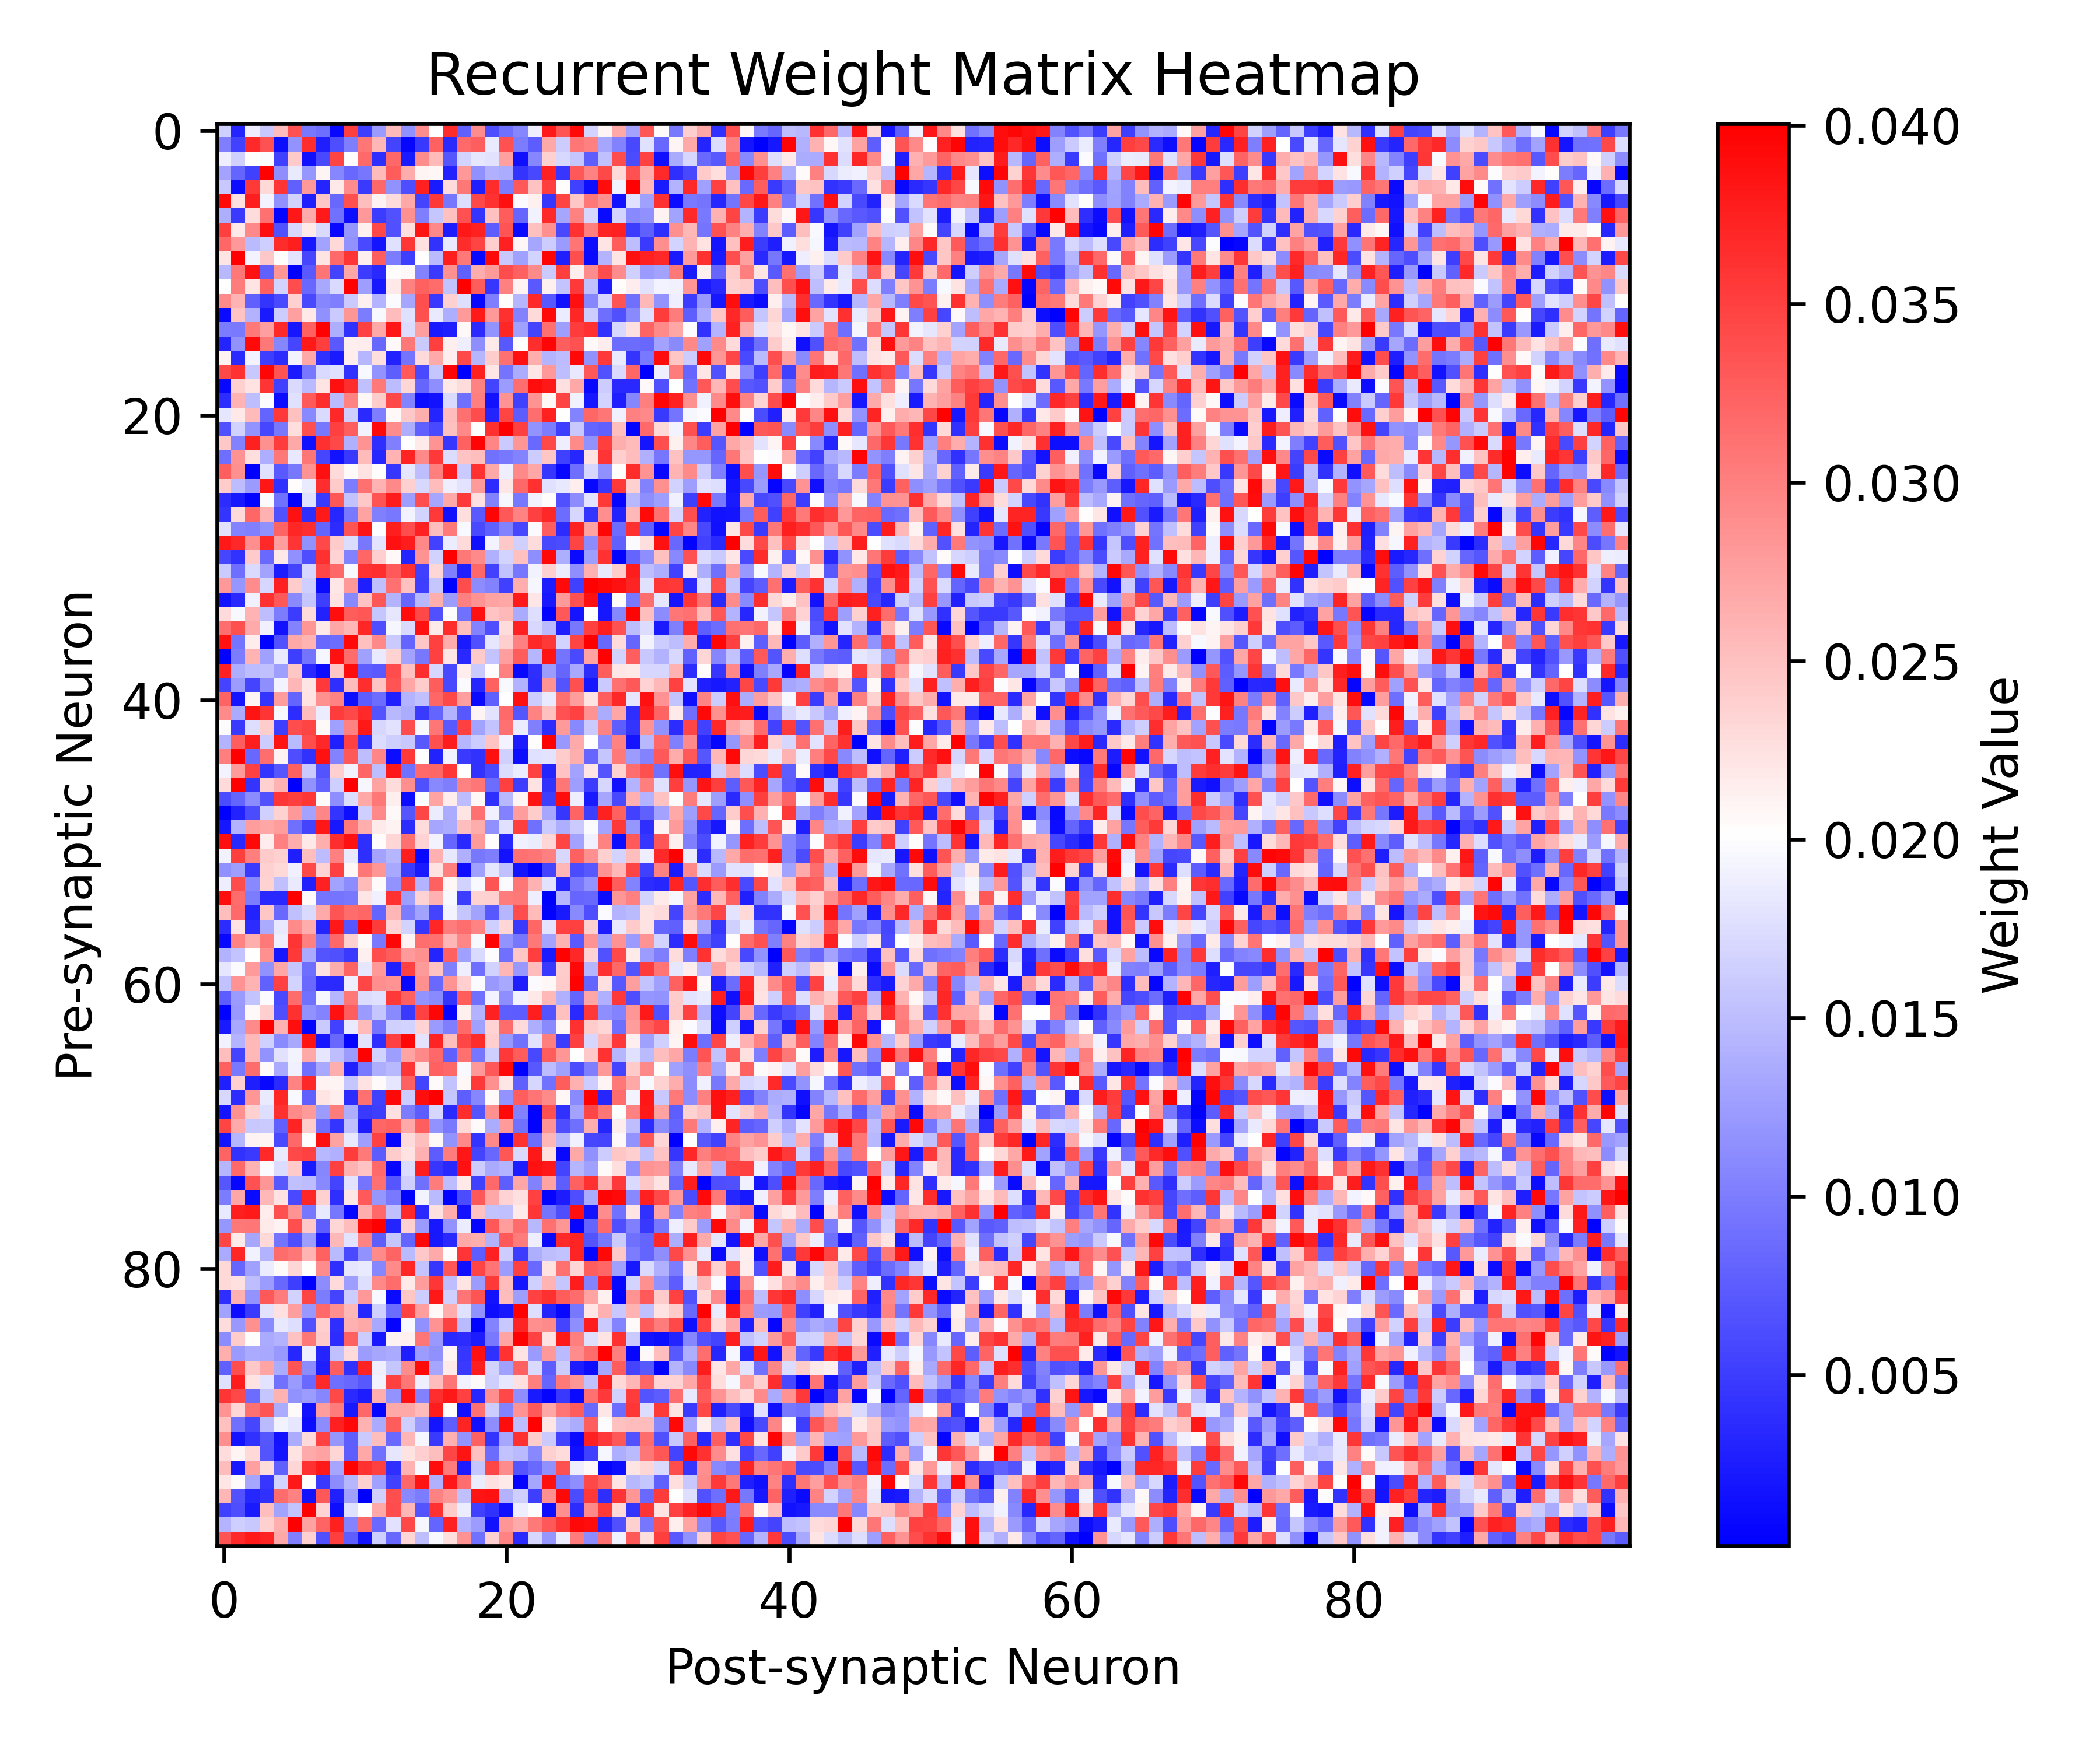 Recurrent Weight Matrix Heatmap
0
20
40
60
80
Pre-synaptic Neuron
0 20 40 60 80
Post-synaptic Neuron
0.040
0.035
0.030
0.025
0.020
0.015
0.010
0.005
Weight Value